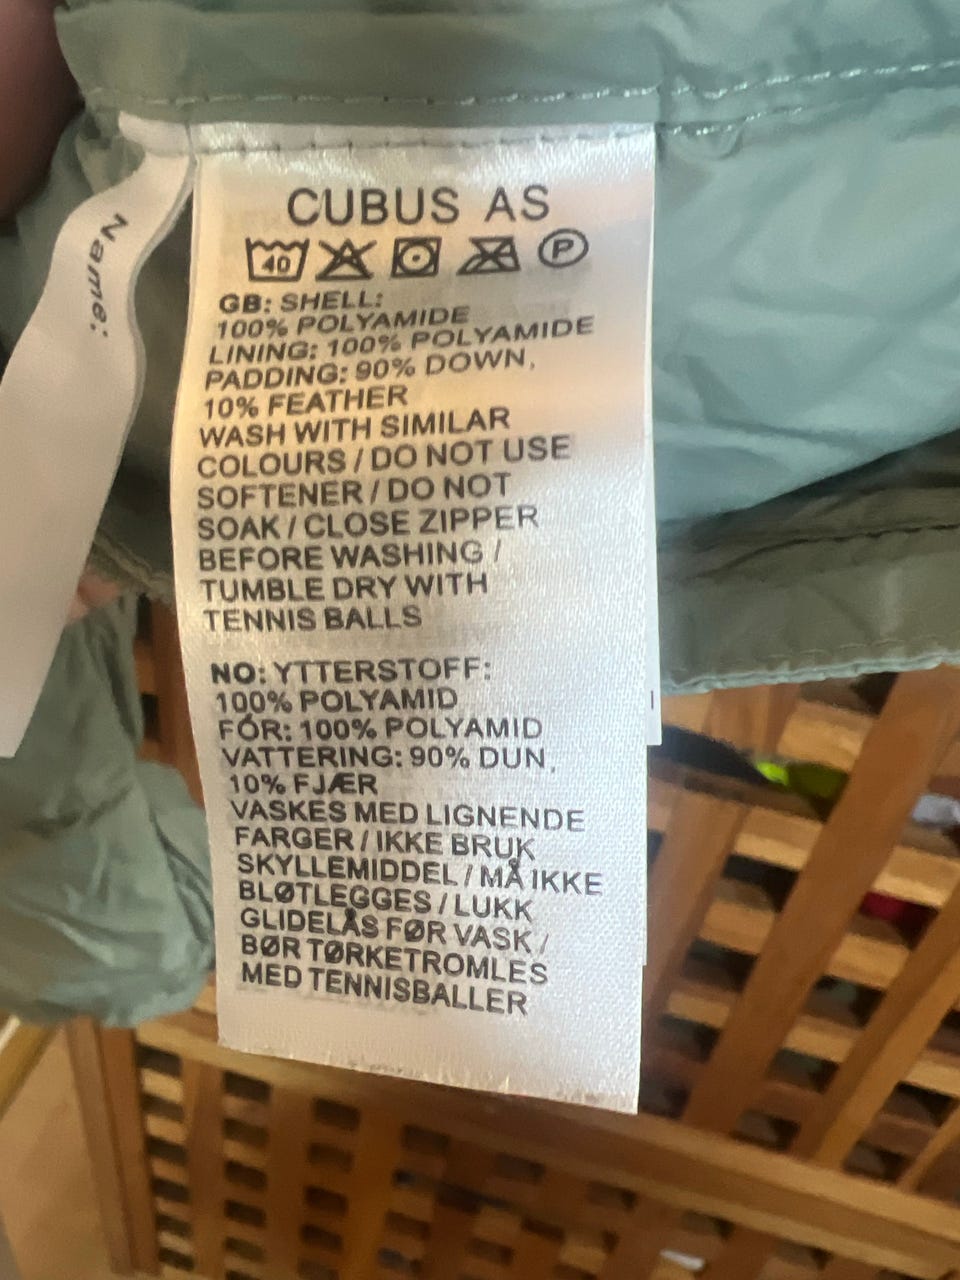 CUBUS AS
40 P
GB: SHELL:
100% POLYAMIDE
LINING: 100% POLYAMIDE
PADDING: 90% DOWN,
10% FEATHER
WASH WITH SIMILAR
COLOURS / DO NOT USE
SOFTENER / DO NOT
SOAK / CLOSE ZIPPER
BEFORE WASHING /
TUMBLE DRY WITH
TENNIS BALLS
NO: YTTERSTOFF:
100% POLYAMID
FÓR: 100% POLYAMID
VATTERING: 90% DUN,
10% FJÆR
VASKES MED LIGNENDE
FARGER / IKKE BRUK
SKYLLEMIDDEL / MÅ IKKE
BLØTLEGGES / LUKK
GLIDELÅS FØR VASK /
BØR TØRKETROMLES
MED TENNISBALLER
Name: